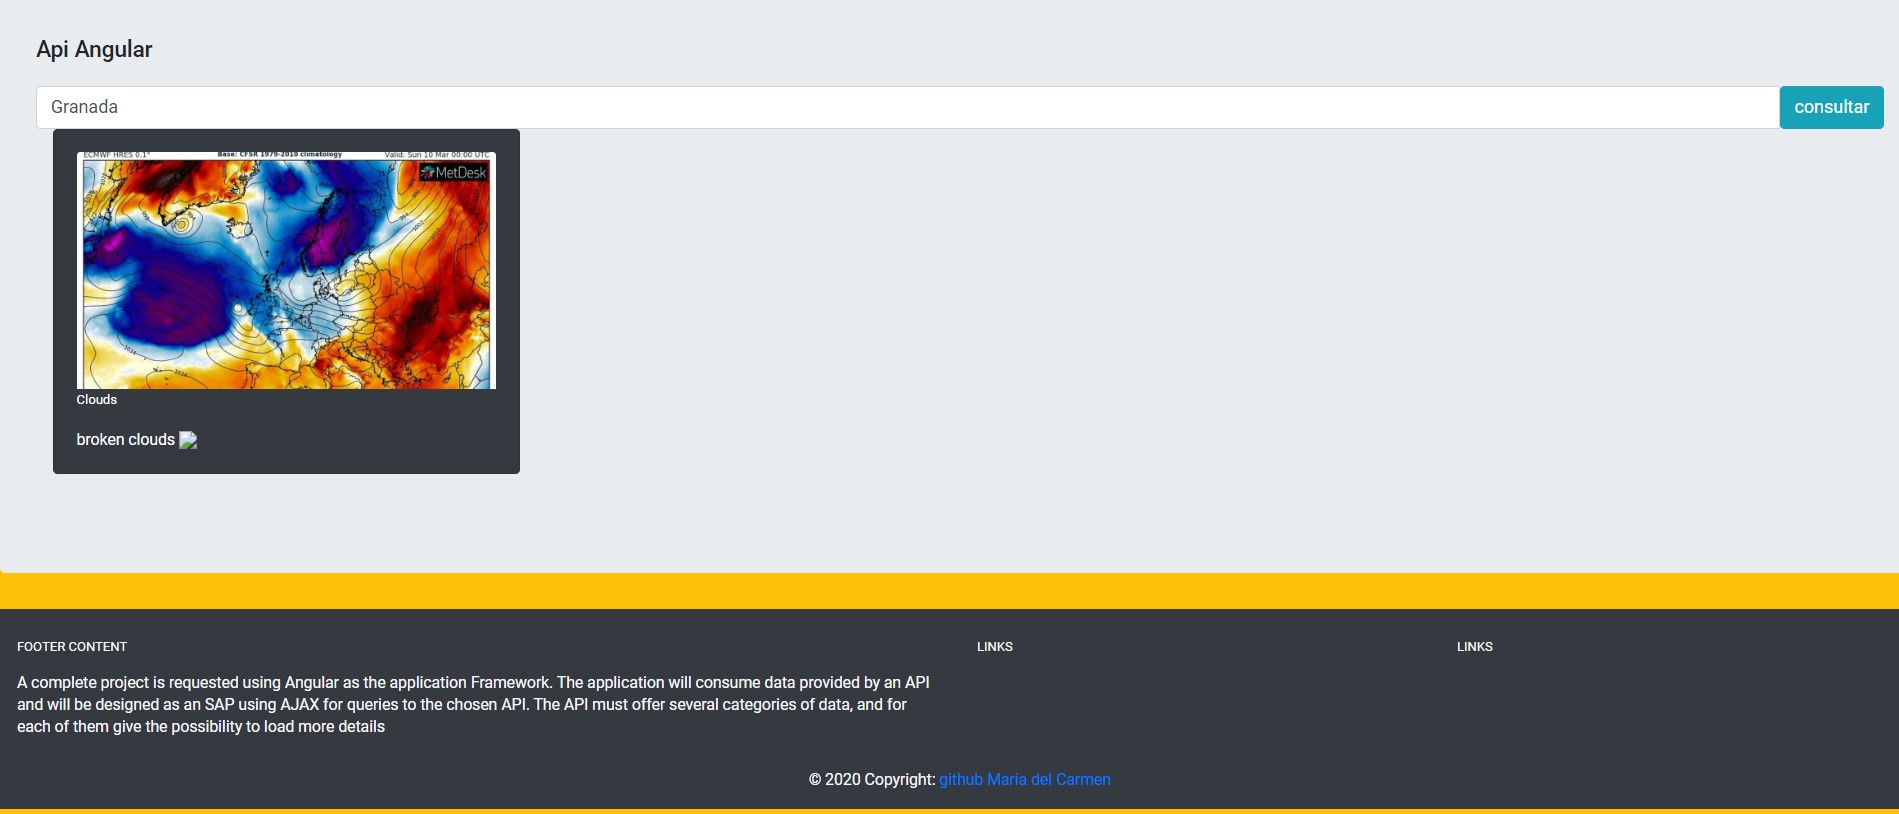 Api Angular
Granada
consultar
ECMWF HRES 0.1°
Base: CFSR 1979-2010 climatology
Valid: Sun 10 Mar 00:00 UTC
MetDesk
Clouds
broken clouds
FOOTER CONTENT
LINKS
LINKS
A complete project is requested using Angular as the application Framework. The application will consume data provided by an API
and will be designed as an SAP using AJAX for queries to the chosen API. The API must offer several categories of data, and for
each of them give the possibility to load more details
© 2020 Copyright: github Maria del Carmen